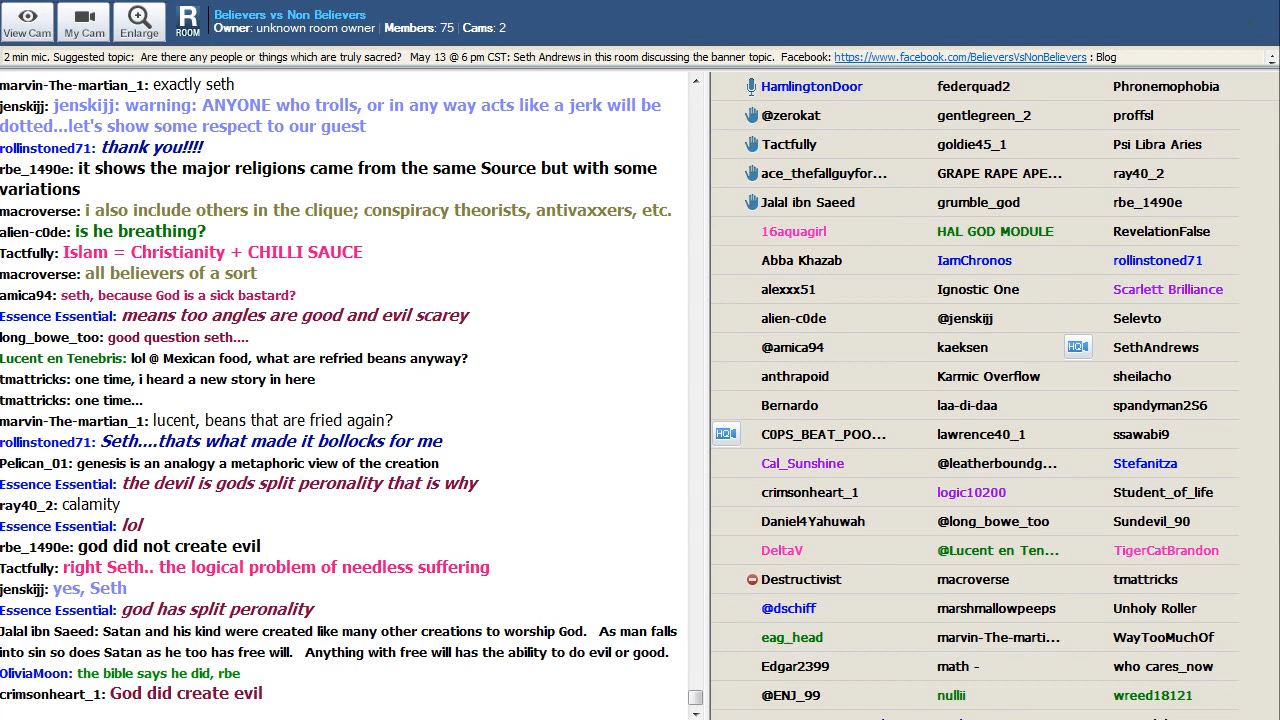 View Cam
My Cam
Enlarge
R
ROOM
Believers vs Non Believers
Owner: unknown room owner | Members: 75 | Cams: 2
2 min mic. Suggested topic: Are there any people or things which are truly sacred? May 13 @ 6 pm CST: Seth Andrews in this room discussing the banner topic. Facebook: https://www.facebook.com/BelieversVsNonBelievers ; Blog
marvin-The-martian_1: exactly seth
jenskijj: jenskijj: warning: ANYONE who trolls, or in any way acts like a jerk will be
dotted...let's show some respect to our guest
rollinstoned71: thank you!!!!
rbe_1490e: it shows the major religions came from the same Source but with some
variations
macroverse: i also include others in the clique; conspiracy theorists, antivaxxers, etc.
alien-c0de: is he breathing?
Tactfully: Islam = Christianity + CHILLI SAUCE
macroverse: all believers of a sort
amica94: seth, because God is a sick bastard?
Essence Essential: means too angles are good and evil scarey
long_bowe_too: good question seth....
Lucent en Tenebris: lol @ Mexican food, what are refried beans anyway?
tmattricks: one time, i heard a new story in here
tmattricks: one time...
marvin-The-martian_1: lucent, beans that are fried again?
rollinstoned71: Seth....thats what made it bollocks for me
Pelican_01: genesis is an analogy a metaphoric view of the creation
Essence Essential: the devil is gods split peronality that is why
ray40_2: calamity
Essence Essential: lol
rbe_1490e: god did not create evil
Tactfully: right Seth.. the logical problem of needless suffering
jenskijj: yes, Seth
Essence Essential: god has split peronality
Jalal ibn Saeed: Satan and his kind were created like many other creations to worship God. As man falls
into sin so does Satan as he too has free will. Anything with free will has the ability to do evil or good.
OliviaMoon: the bible says he did, rbe
crimsonheart_1: God did create evil
HamlingtonDoor federquad2 Phronemophobia
@zerokat gentlegreen_2 proffsl
Tactfully goldie45_1 Psi Libra Aries
ace_thefallguyfor... GRAPE RAPE APE... ray40_2
Jalal ibn Saeed grumble_god rbe_1490e
16aquagirl HAL GOD MODULE RevelationFalse
Abba Khazab IamChronos rollinstoned71
alexxx51 Ignostic One Scarlett Brilliance
alien-c0de @jenskijj Selevto
@amica94 kaeksen HQ SethAndrews
anthrapoid Karmic Overflow sheilacho
Bernardo laa-di-daa spandyman2S6
HQ C0PS_BEAT_POO... lawrence40_1 ssawabi9
Cal_Sunshine @leatherboundg... Stefanitza
crimsonheart_1 logic10200 Student_of_life
Daniel4Yahuwah @long_bowe_too Sundevil_90
DeltaV @Lucent en Ten... TigerCatBrandon
Destructivist macroverse tmattricks
@dschiff marshmallowpeeps Unholy Roller
eag_head marvin-The-marti... WayTooMuchOf
Edgar2399 math - who cares_now
@ENJ_99 nullii wreed18121